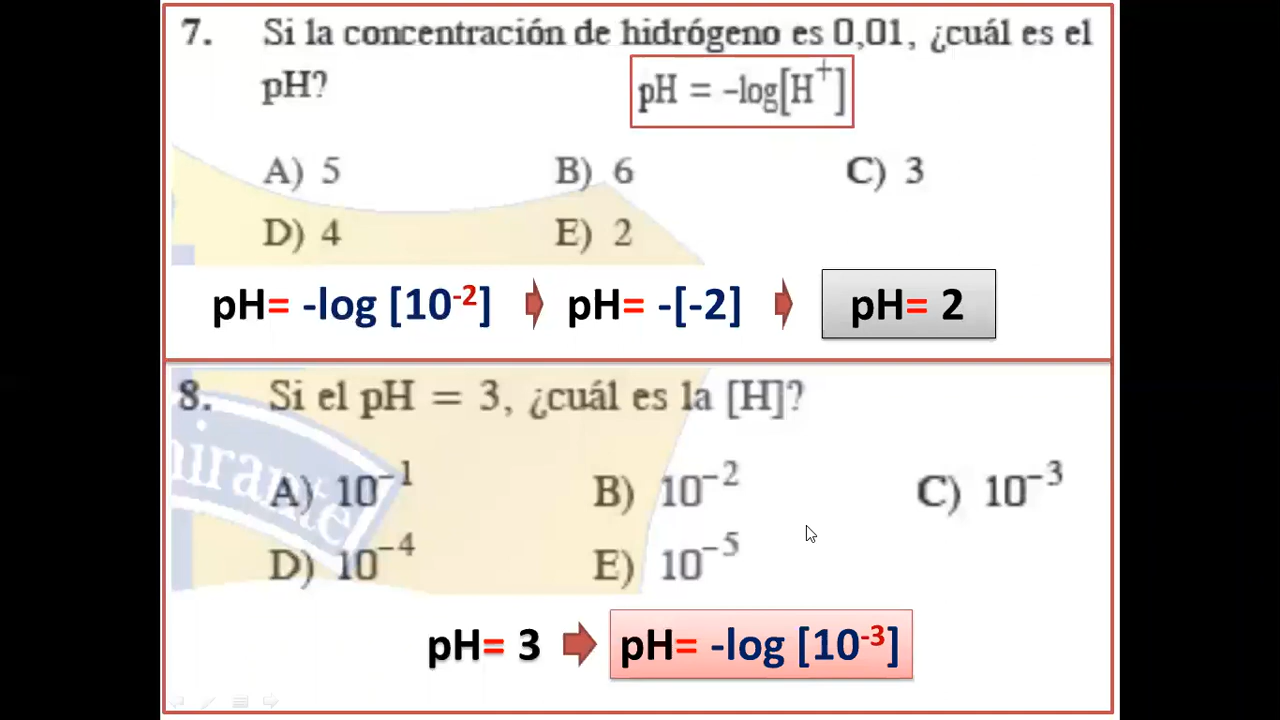 7. Si la concentración de hidrógeno es 0,01, ¿cuál es el
pH? pH = –log[H⁺]
A) 5 B) 6 C) 3
D) 4 E) 2
pH= -log [10⁻²] pH= -[-2] pH= 2
8. Si el pH = 3, ¿cuál es la [H]?
A) 10⁻¹ B) 10⁻² C) 10⁻³
D) 10⁻⁴ E) 10⁻⁵
pH= 3 pH= -log [10⁻³]